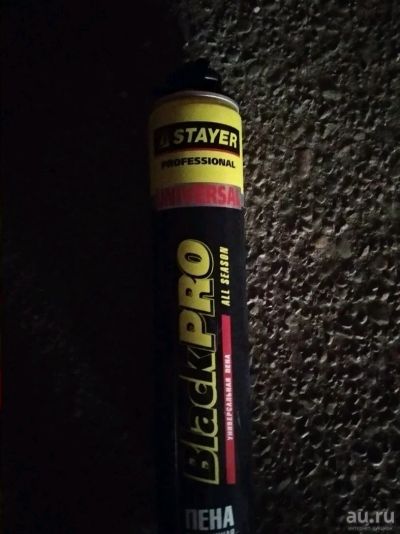 STAYER
PROFESSIONAL
UNIVERSAL
BlackPRO
ALL SEASON
УНИВЕРСАЛЬНАЯ ПЕНА
ПЕНА
au.ru